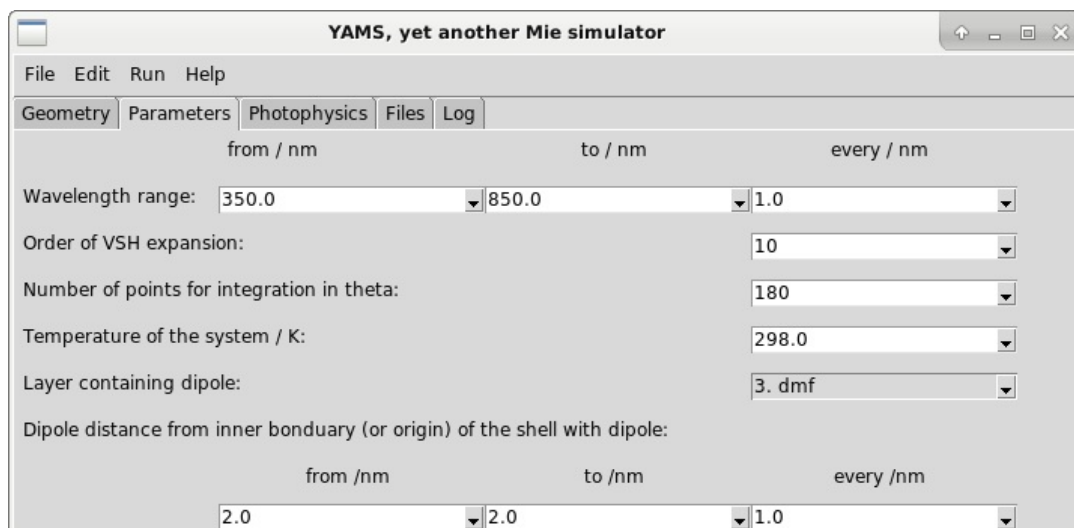 YAMS, yet another Mie simulator
File Edit Run Help
Geometry Parameters Photophysics Files Log
from / nm to / nm every / nm
Wavelength range: 350.0 850.0 1.0
Order of VSH expansion: 10
Number of points for integration in theta: 180
Temperature of the system / K: 298.0
Layer containing dipole: 3. dmf
Dipole distance from inner bonduary (or origin) of the shell with dipole:
from /nm to /nm every /nm
2.0 2.0 1.0